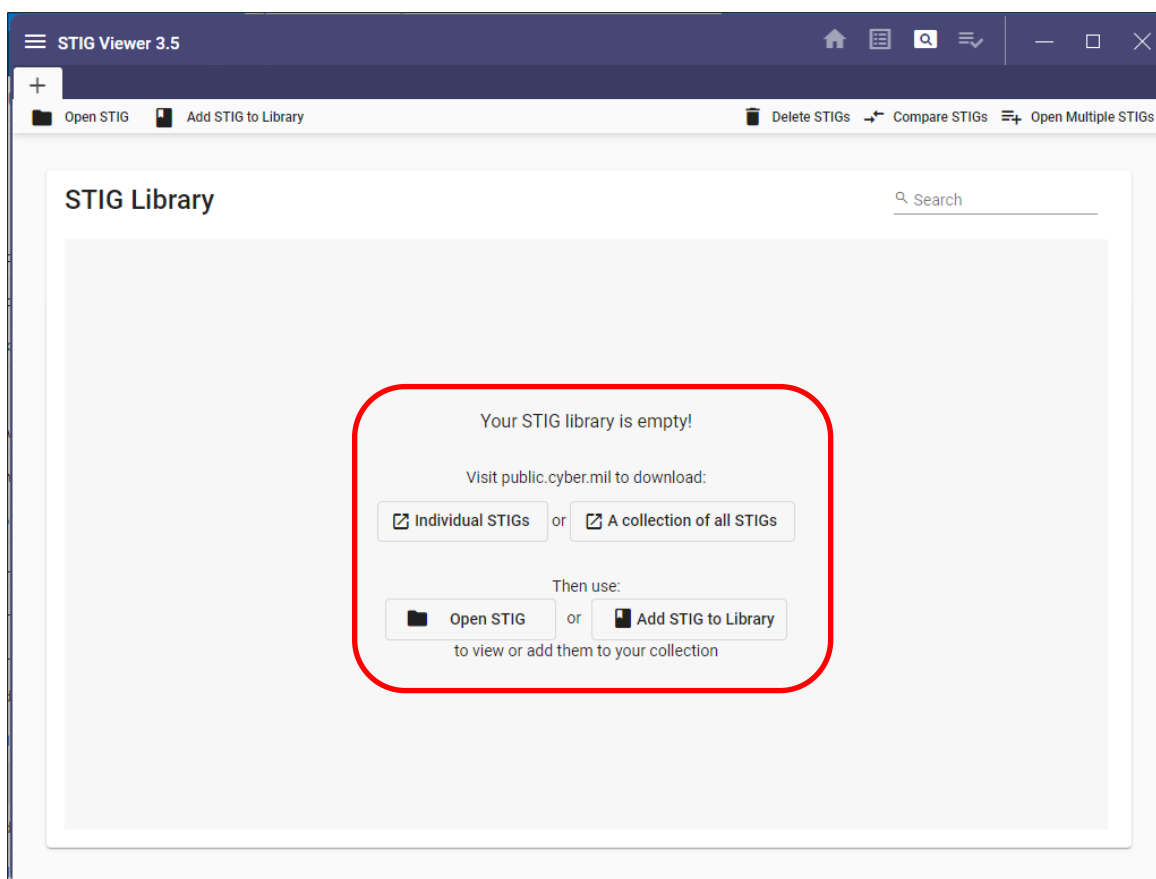 STIG Viewer 3.5
Open STIG Add STIG to Library Delete STIGs Compare STIGs Open Multiple STIGs
STIG Library Search
Your STIG library is empty!
Visit public.cyber.mil to download:
Individual STIGs or A collection of all STIGs
Then use:
Open STIG or Add STIG to Library
to view or add them to your collection